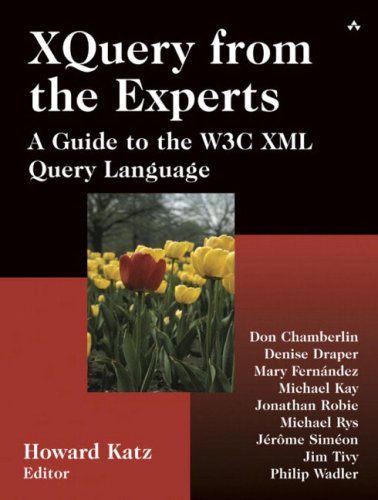 XQuery from
the Experts
A Guide to the W3C XML
Query Language
Don Chamberlin
Denise Draper
Mary Fernández
Michael Kay
Jonathan Robie
Michael Rys
Jérôme Siméon
Jim Tivy
Philip Wadler
Howard Katz
Editor